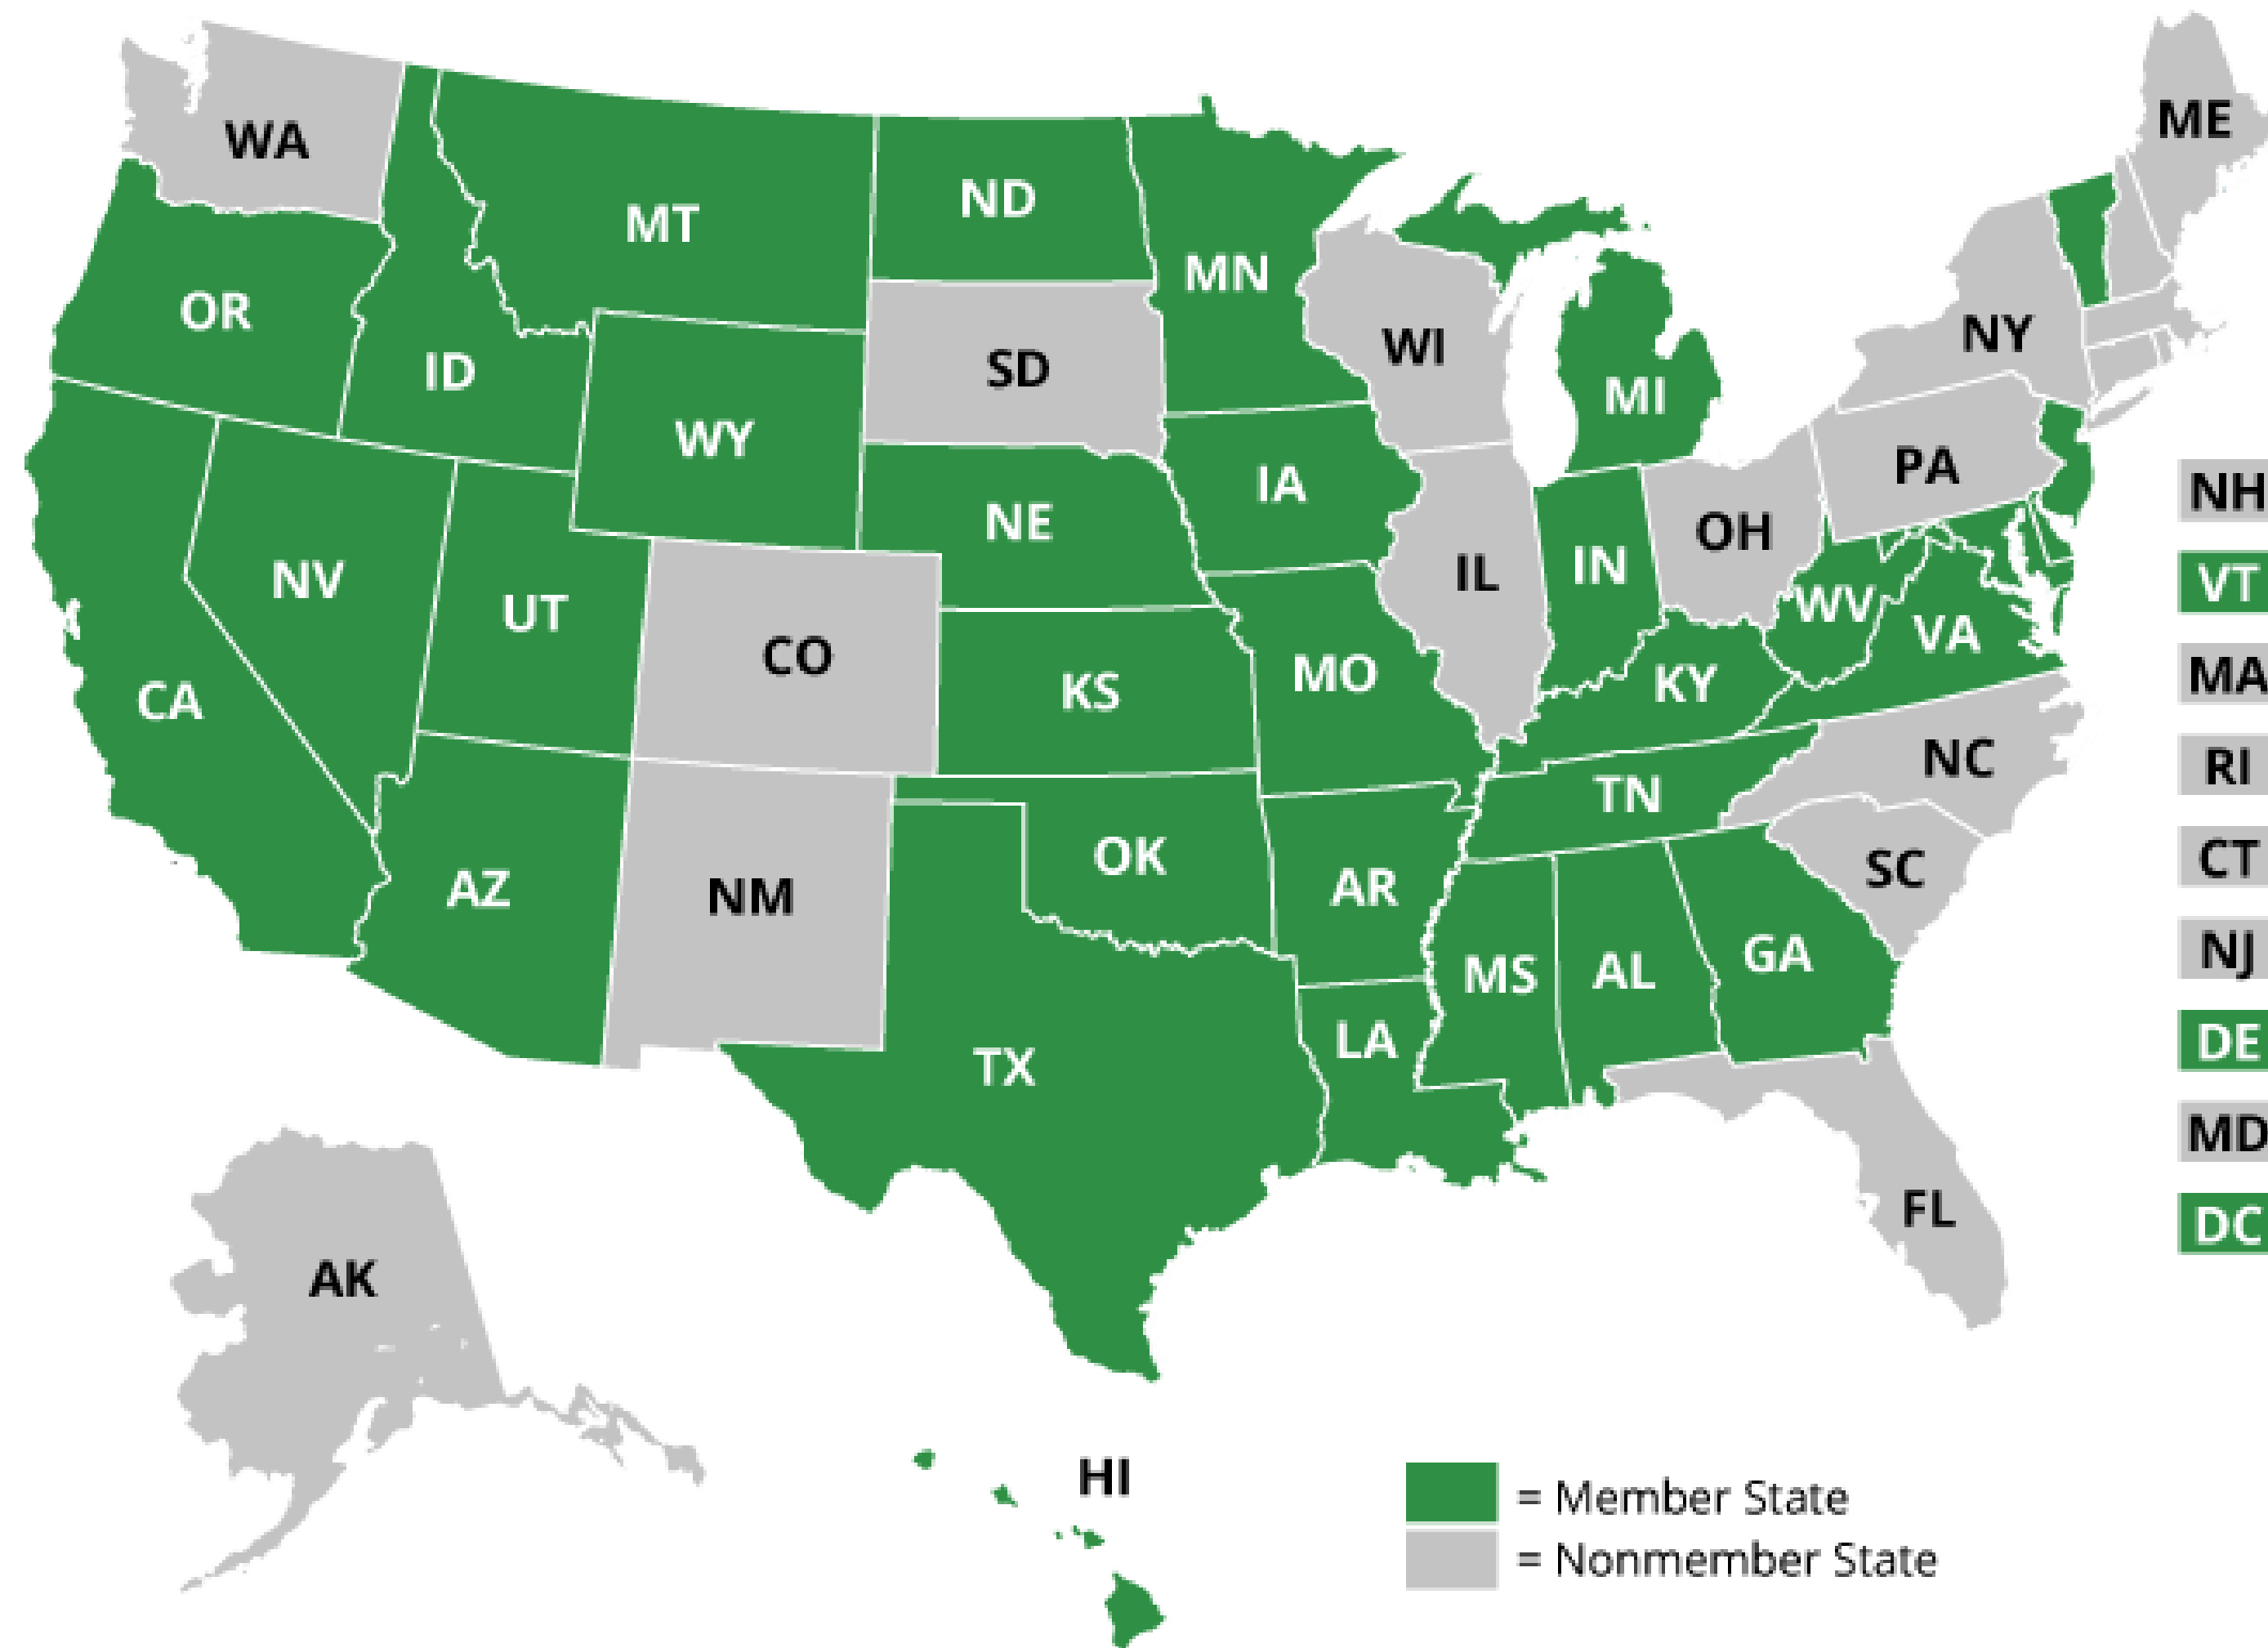 WA
ME
MT
ND
MN
OR
ID
SD
WI
NY
MI
WY
PA
IA
NE
NH
OH
NV
UT
IL
IN
VT
WV
VA
CO
KS
MO
KY
MA
CA
NC
RI
TN
OK
AR
SC
CT
AZ
NM
MS
AL
GA
NJ
LA
TX
DE
MD
FL
DC
AK
HI
= Member State
= Nonmember State